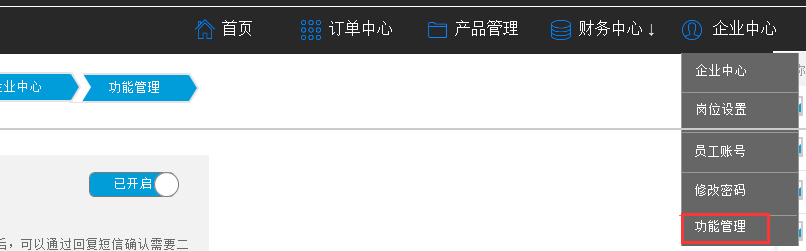 首页 订单中心 产品管理 财务中心 ↓ 企业中心
企业中心
岗位设置
员工账号
修改密码
功能管理
业中心 功能管理
已开启
后，可以通过回复短信确认需要二